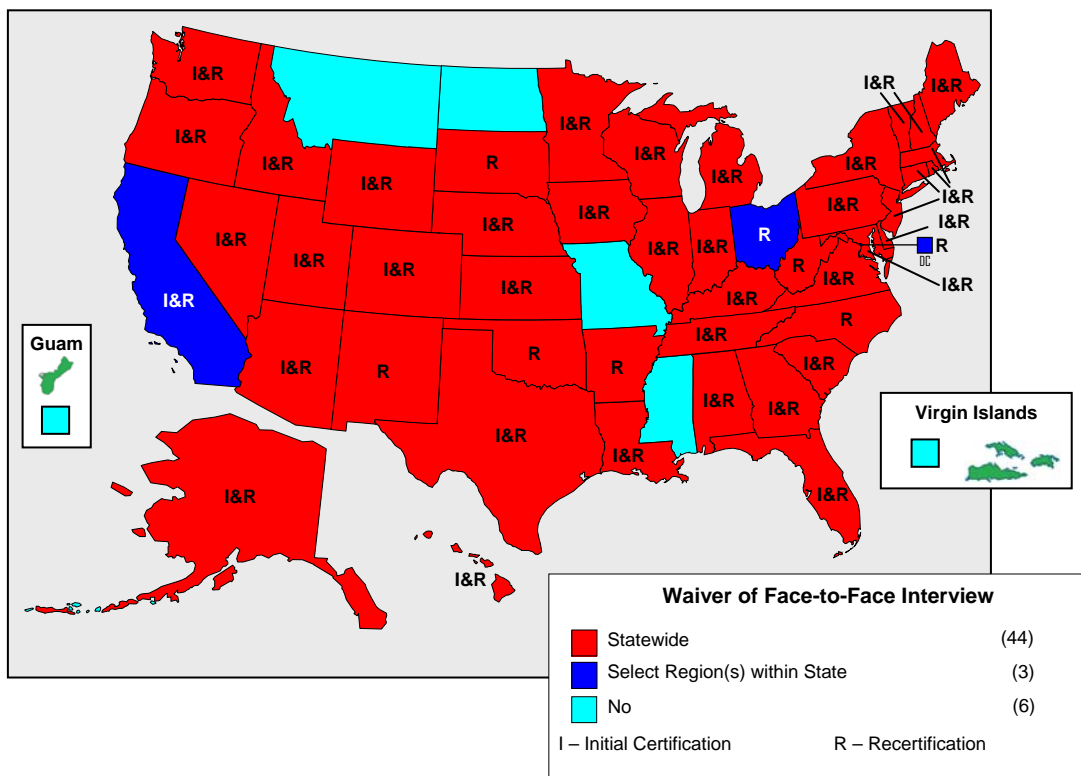 I&R
I&R
I&R
I&R
I&R
I&R
I&R
R
I&R
I&R
I&R
I&R
I&R
I&R
I&R
I&R
R
I&R
I&R
I&R
R
R
I&R
I&R
DC
R
I&R
I&R
I&R
I&R
I&R
R
I&R
I&R
R
R
R
I&R
I&R
I&R
I&R
I&R
I&R
I&R
I&R
Guam
Virgin Islands
Waiver of Face-to-Face Interview
Statewide (44)
Select Region(s) within State (3)
No (6)
I – Initial Certification R – Recertification